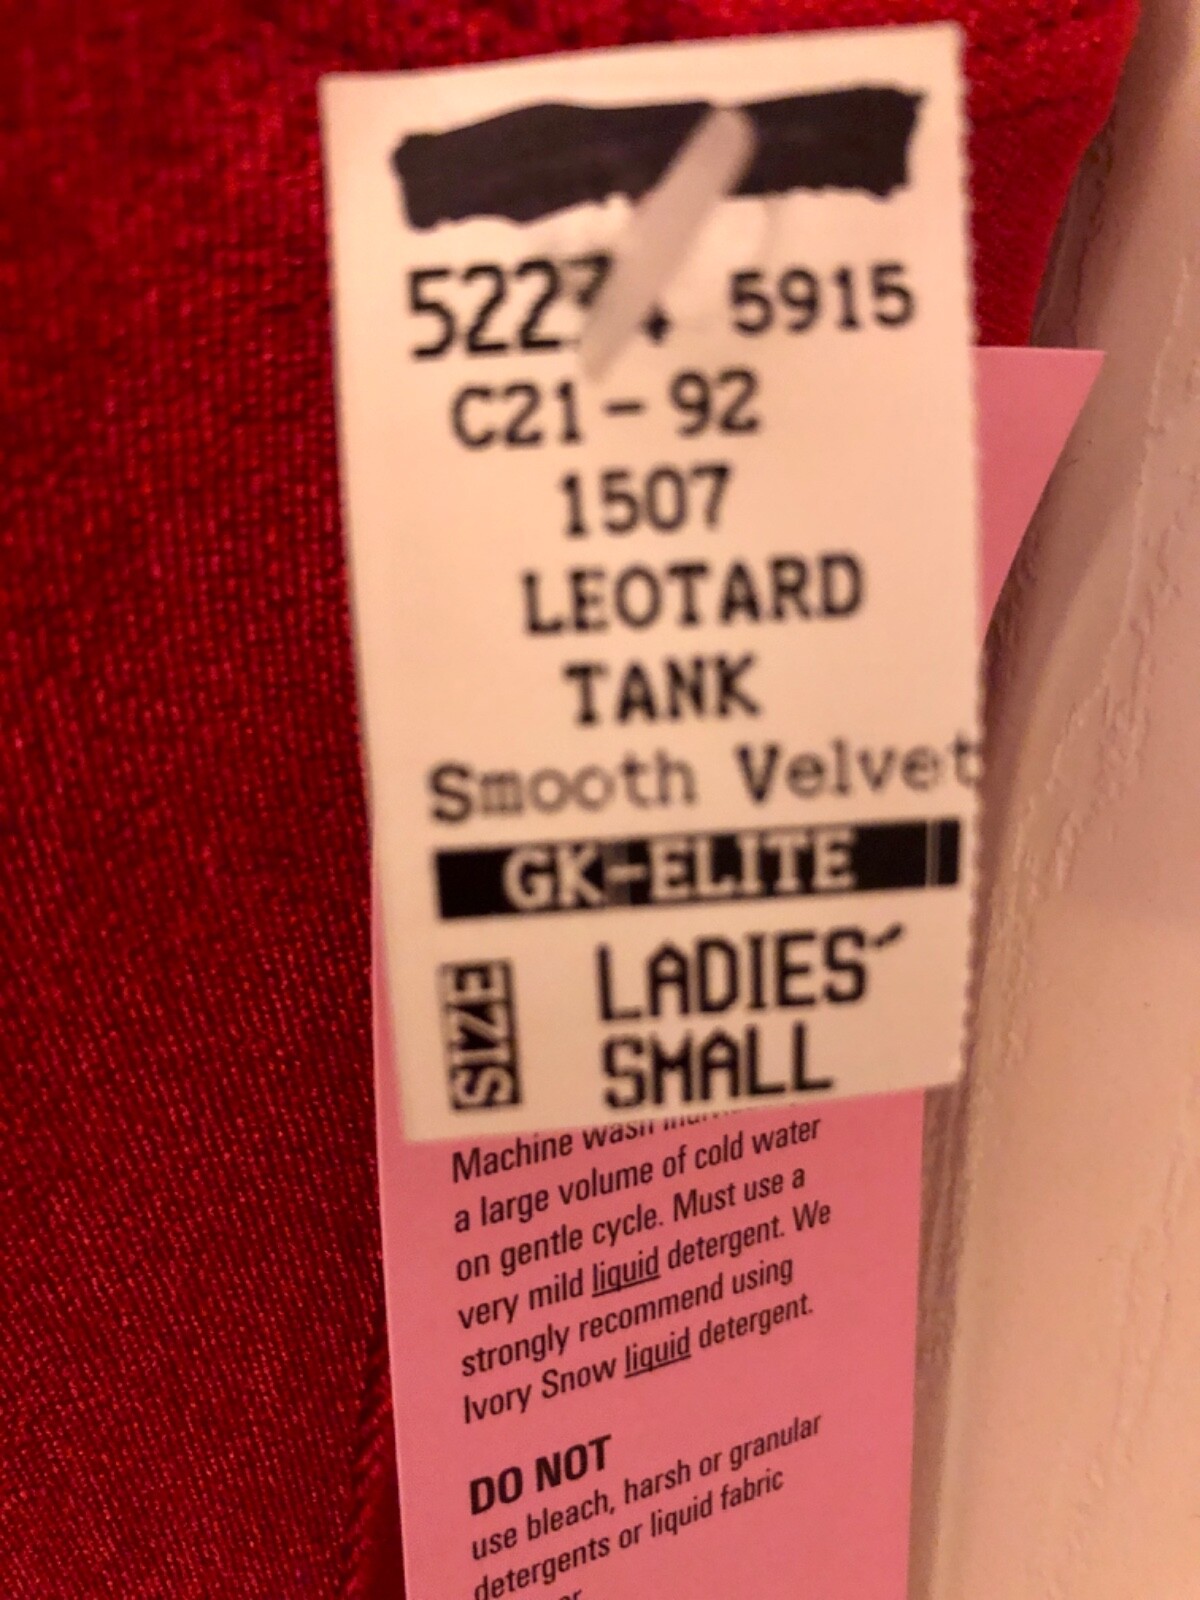 5915
C21-92
1507
LEOTARD
TANK
Smooth Velvet
GK-ELITE
SIZE
LADIES'
SMALL
Machine wash
a large volume of cold water
on gentle cycle. Must use a
very mild liquid detergent. We
strongly recommend using
Ivory Snow liquid detergent.
DO NOT
use bleach, harsh or granular
detergents or liquid fabric